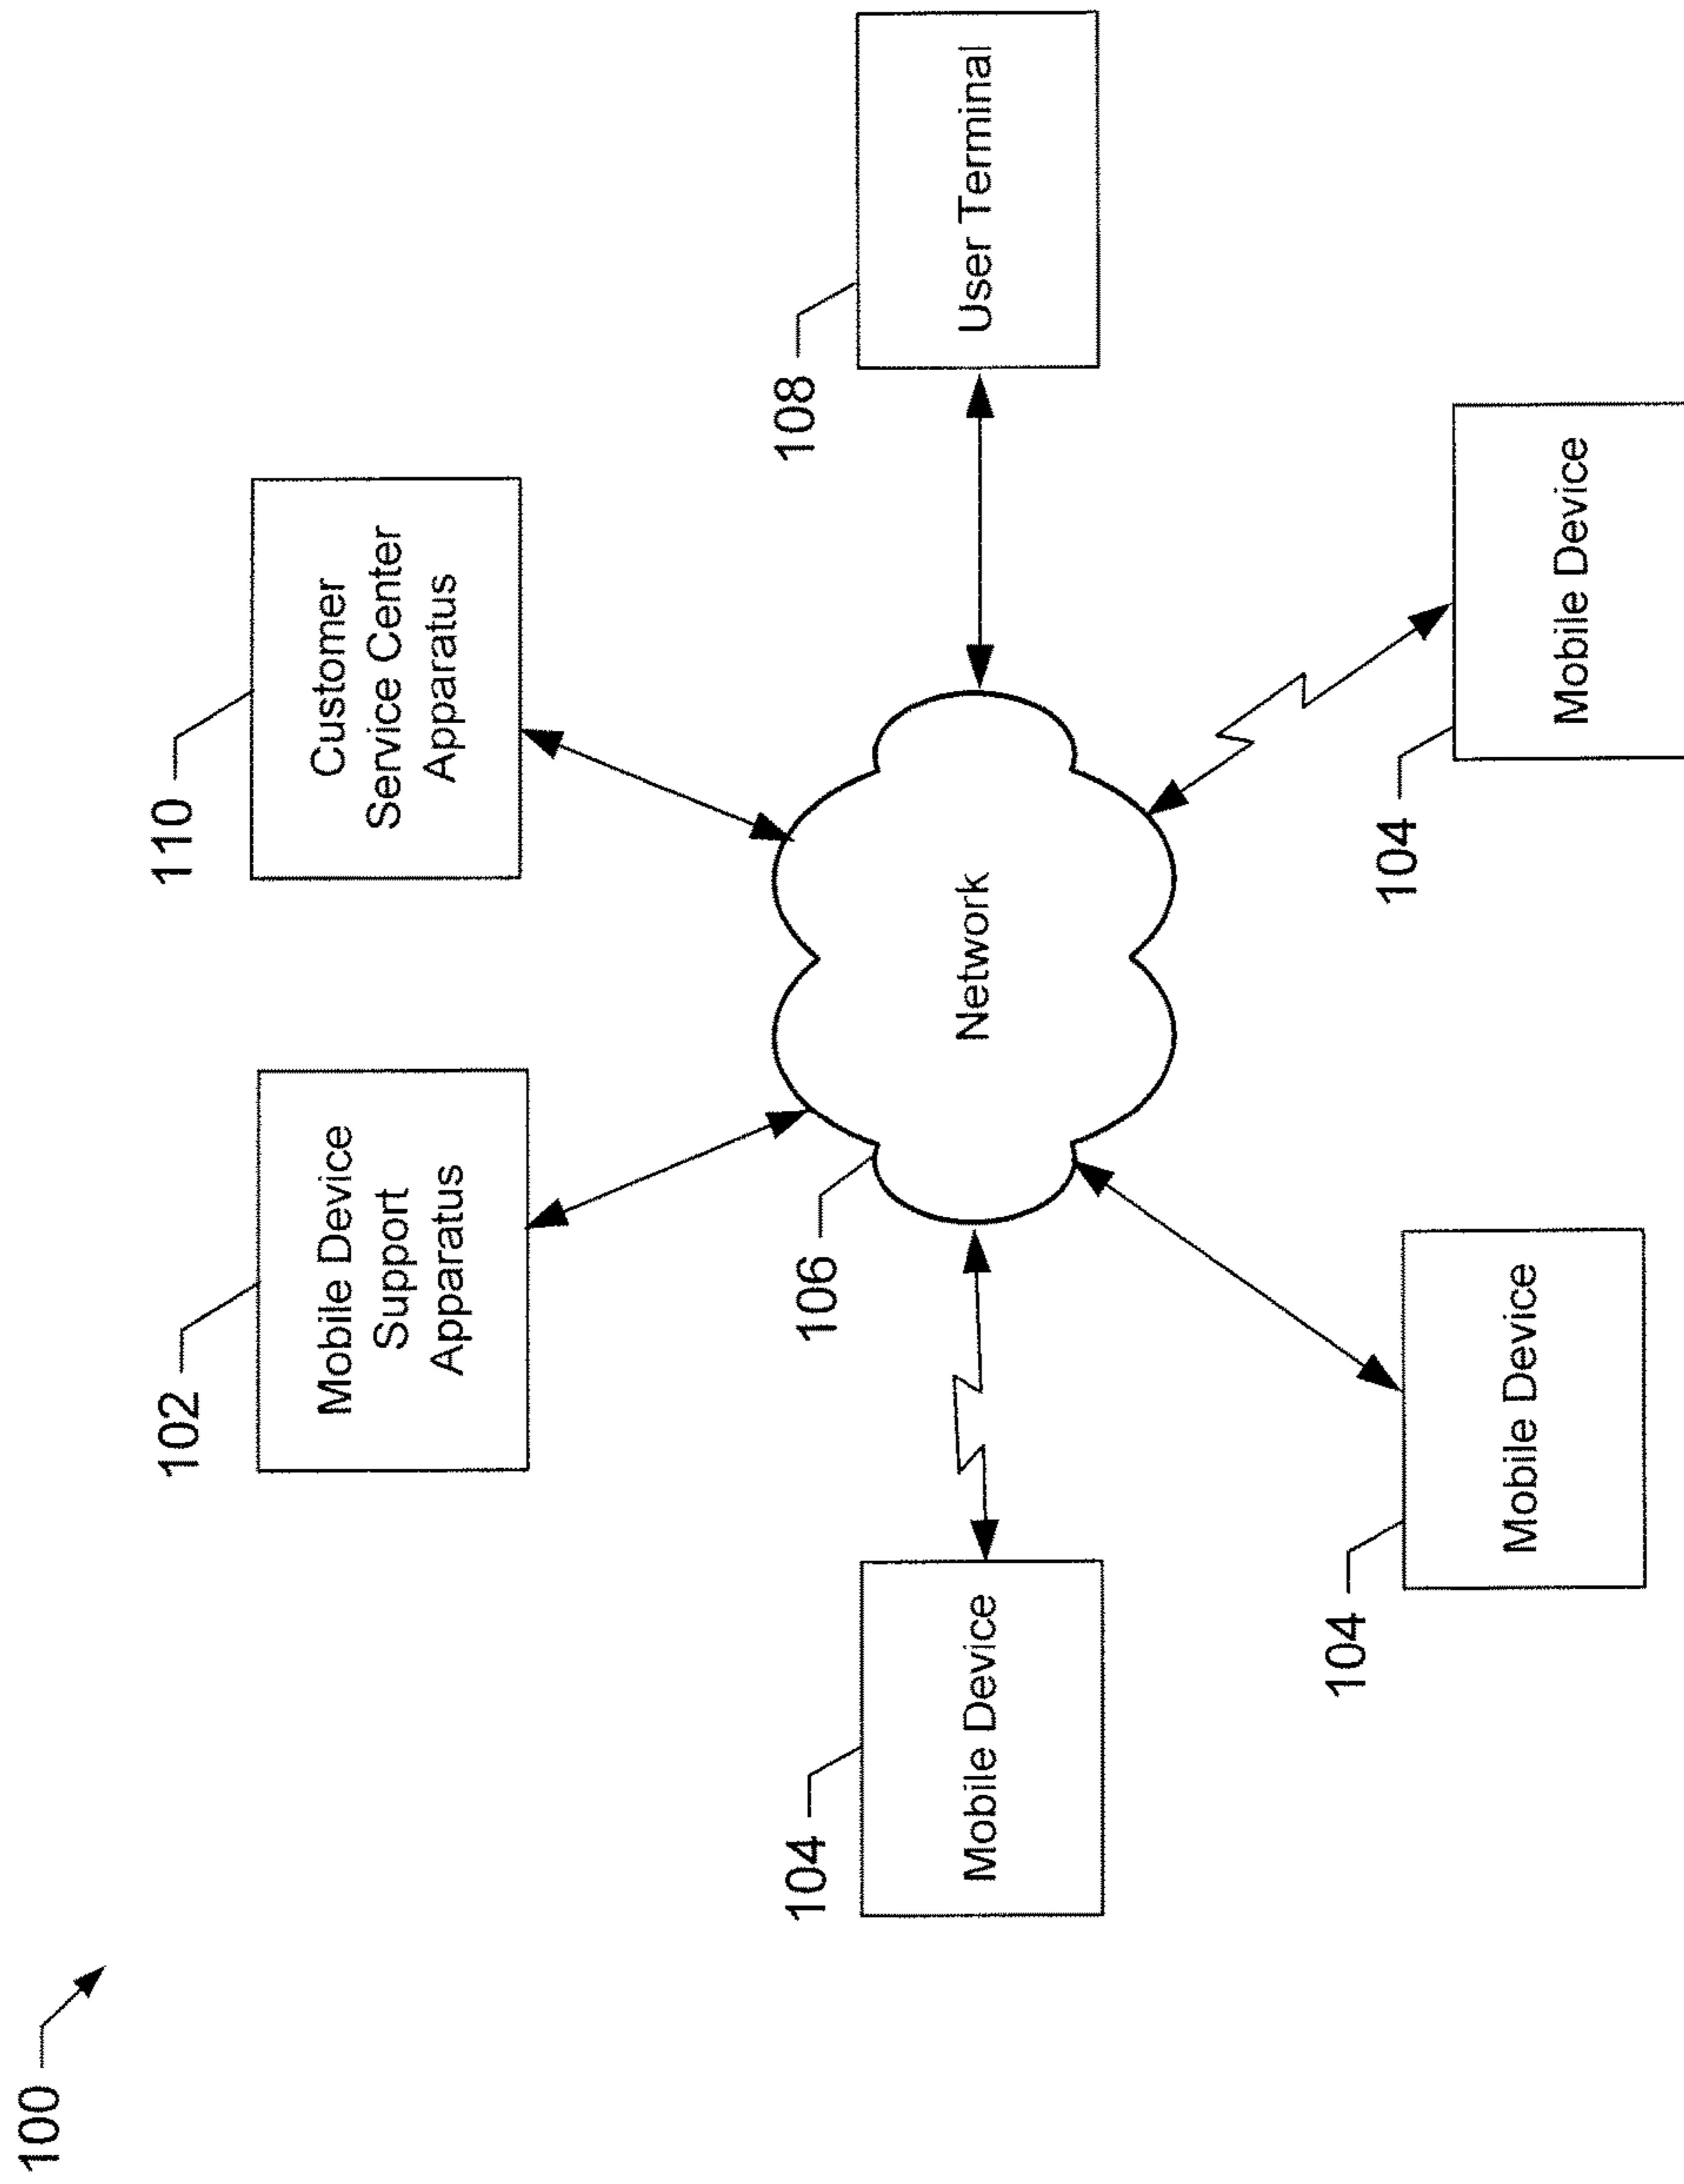 100
102
Mobile Device
Support
Apparatus
110
Customer
Service Center
Apparatus
104
Mobile Device
106
Network
108
User Terminal
104
Mobile Device
104
Mobile Device